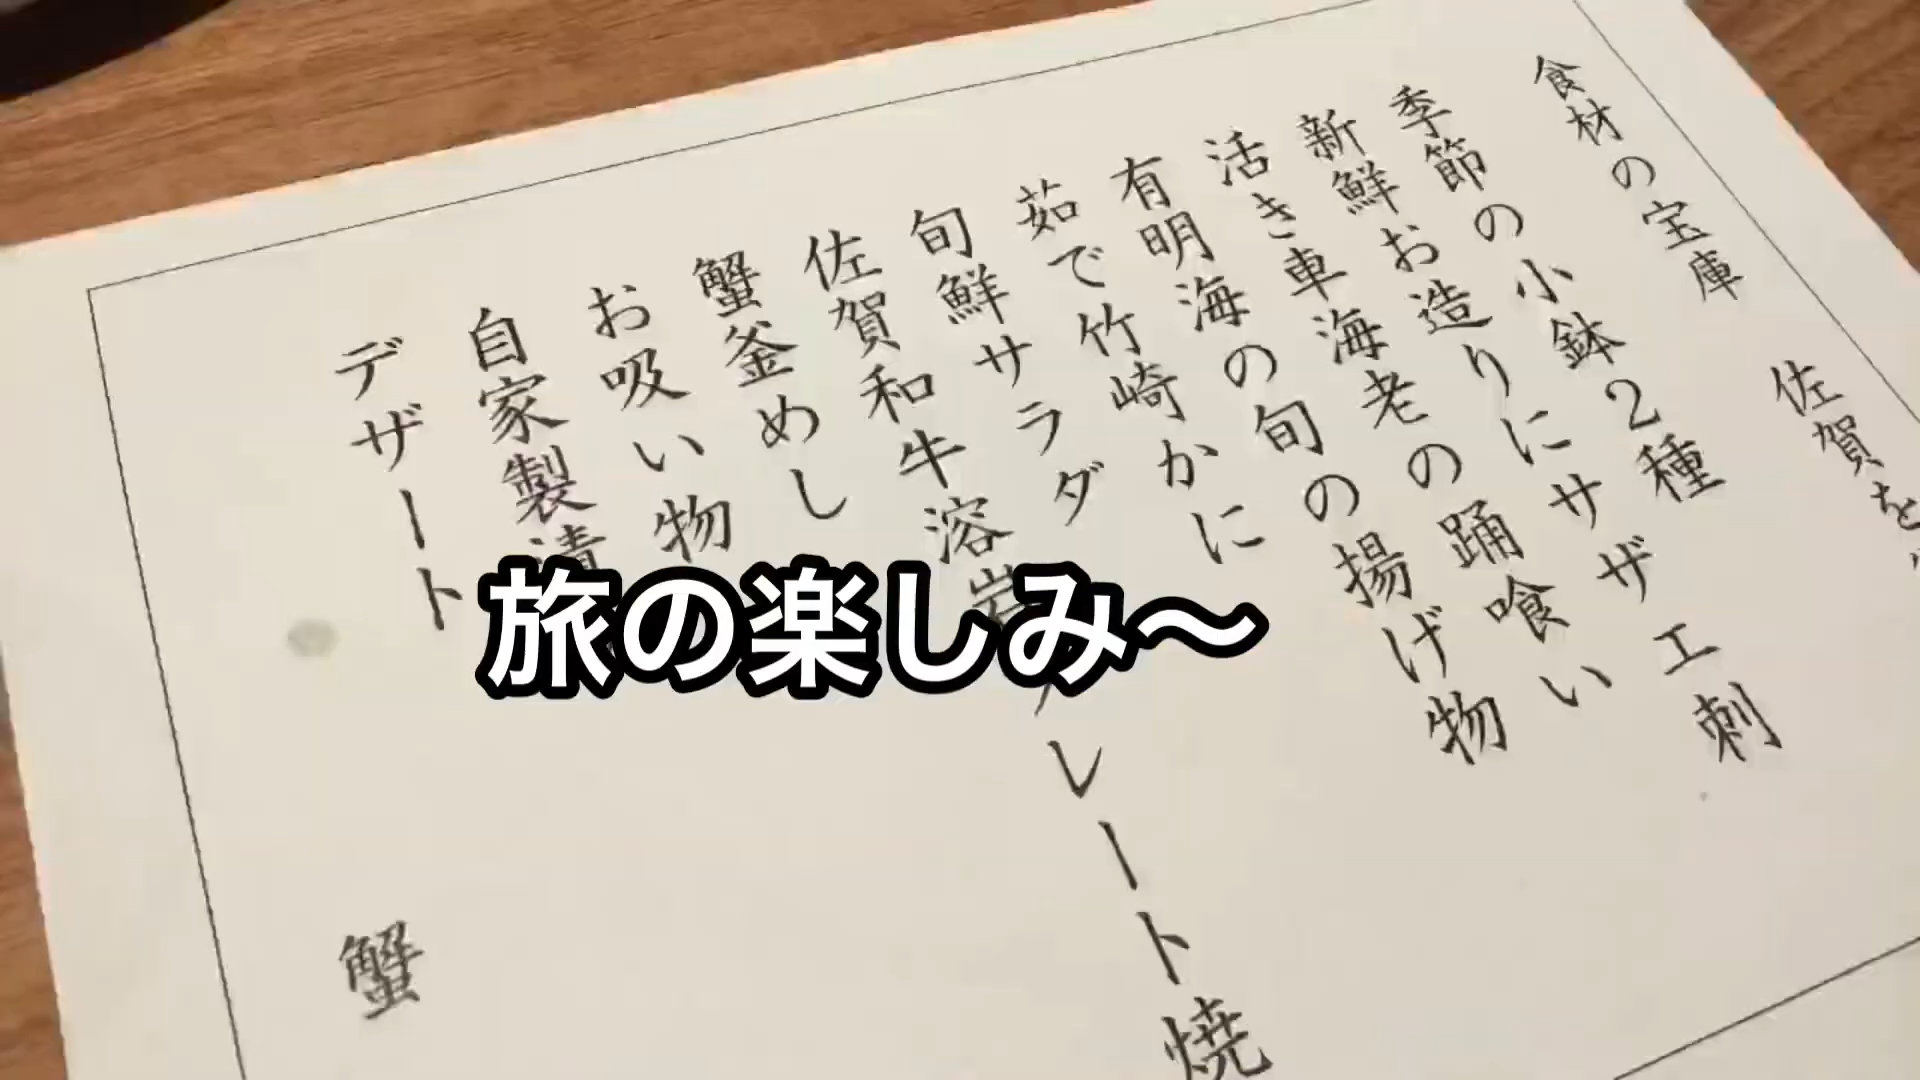 食材の宝庫 佐賀を
季節の小鉢2種
新鮮お造りにサザエ刺
活き車海老の踊喰い
有明海の旬の揚げ物
茹で竹崎かに
旬鮮サラダ
佐賀和牛溶岩プレート焼
蟹釜めし
お吸い物
自家製漬
デザート
蟹
旅の楽しみ〜